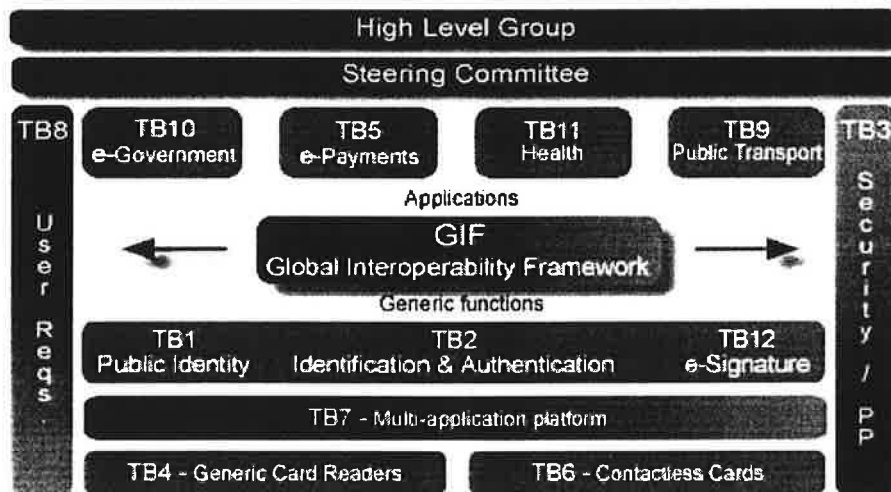 High Level Group
Steering Committee
TB8
User Reqs.
TB10
e-Government
TB5
e-Payments
TB11
Health
TB9
Public Transport
TB3
Security / PP
Applications
GIF
Global Interoperability Framework
Generic functions
TB1
Public Identity
TB2
Identification & Authentication
TB12
e-Signature
TB7 - Multi-application platform
TB4 - Generic Card Readers
TB6 - Contactless Cards